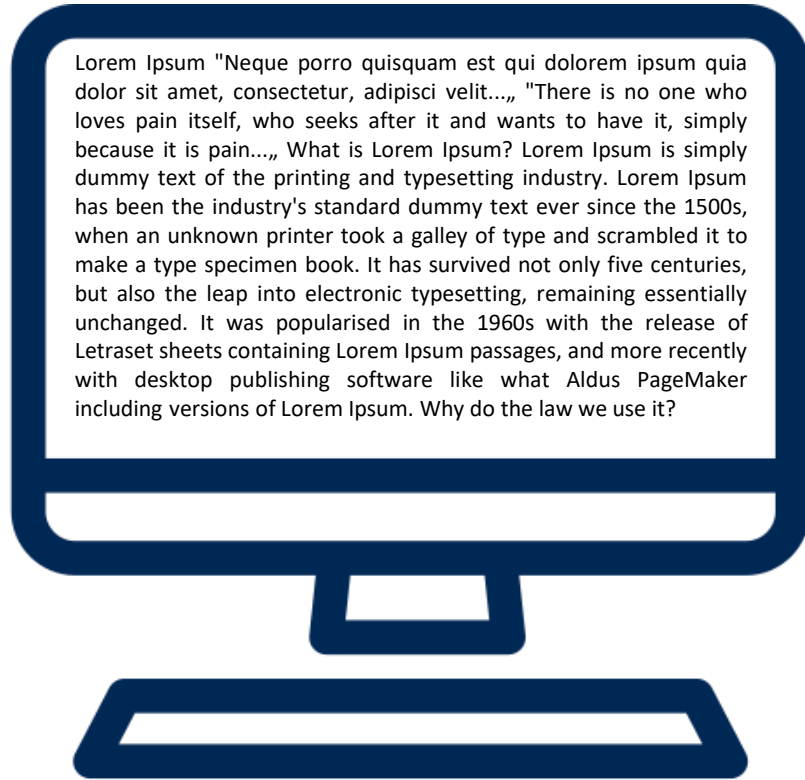 Lorem Ipsum "Neque porro quisquam est qui dolorem ipsum quia
dolor sit amet, consectetur, adipisci velit...„ "There is no one who
loves pain itself, who seeks after it and wants to have it, simply
because it is pain...„ What is Lorem Ipsum? Lorem Ipsum is simply
dummy text of the printing and typesetting industry. Lorem Ipsum
has been the industry's standard dummy text ever since the 1500s,
when an unknown printer took a galley of type and scrambled it to
make a type specimen book. It has survived not only five centuries,
but also the leap into electronic typesetting, remaining essentially
unchanged. It was popularised in the 1960s with the release of
Letraset sheets containing Lorem Ipsum passages, and more recently
with desktop publishing software like what Aldus PageMaker
including versions of Lorem Ipsum. Why do the law we use it?